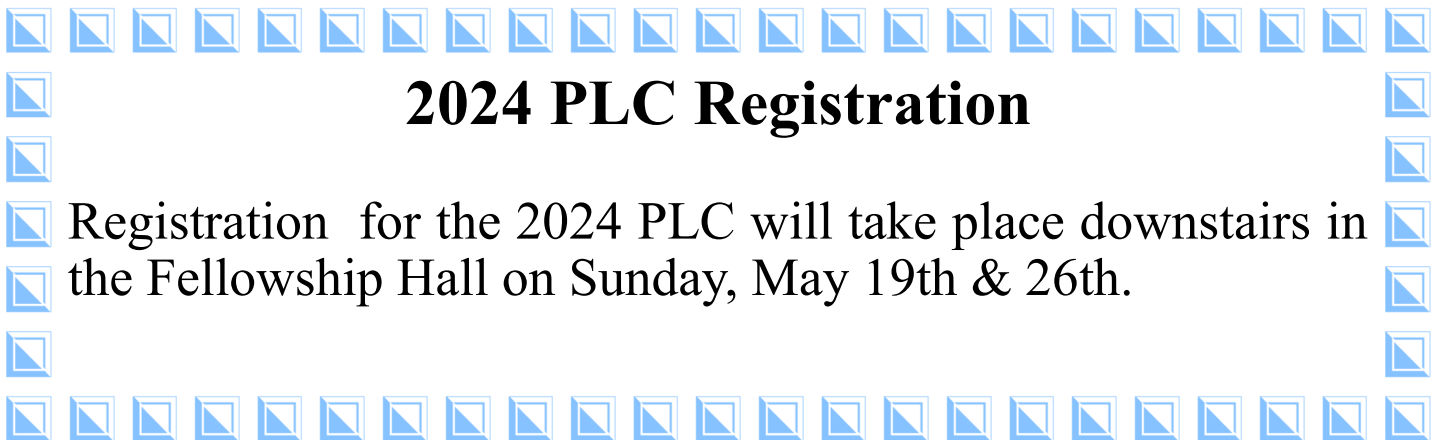 2024 PLC Registration
Registration  for the 2024 PLC will take place downstairs in
the Fellowship Hall on Sunday, May 19th & 26th.